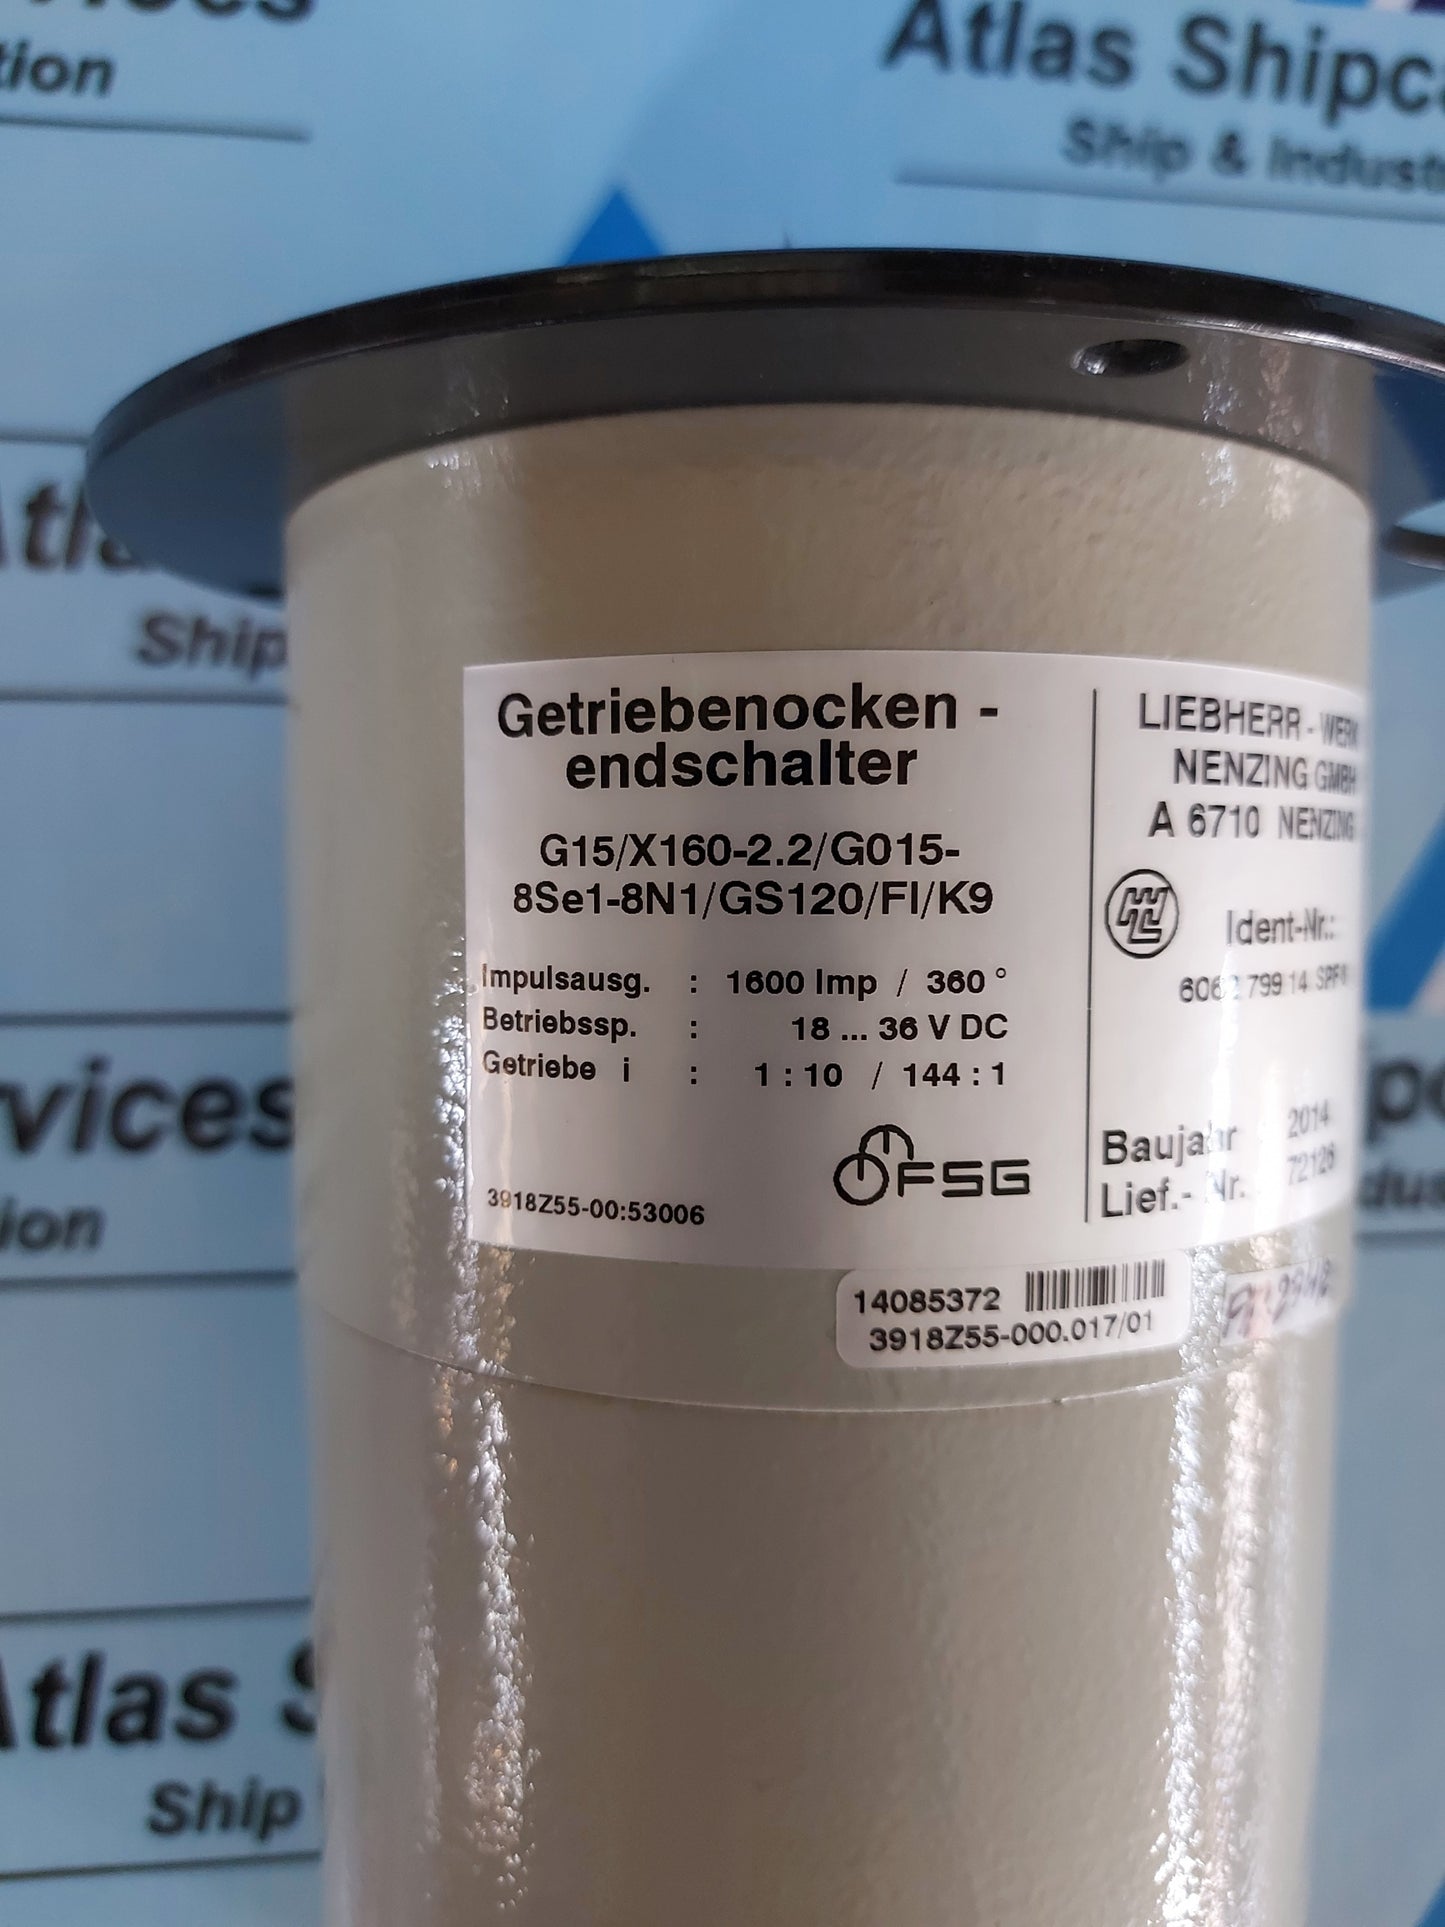 Atlas
Ship & Industr
tion
Ship
Getriebenocken -
endschalter
G15/X160-2.2/G015-
8Se1-8N1/GS120/FI/K9
Impulsausg. : 1600 Imp / 360 °
Betriebssp. : 18 ... 36 V DC
Getriebe i : 1 : 10 / 144 : 1
FSG
3918Z55-00:53006
LIEBHERR - WERK
NENZING GMBH
A 6710 NENZING
Ident-Nr.:
Baujahr 2014
Lief.- Nr. 72126
14085372
3918Z55-000.017/01
vices
ion
Atlas S
Ship